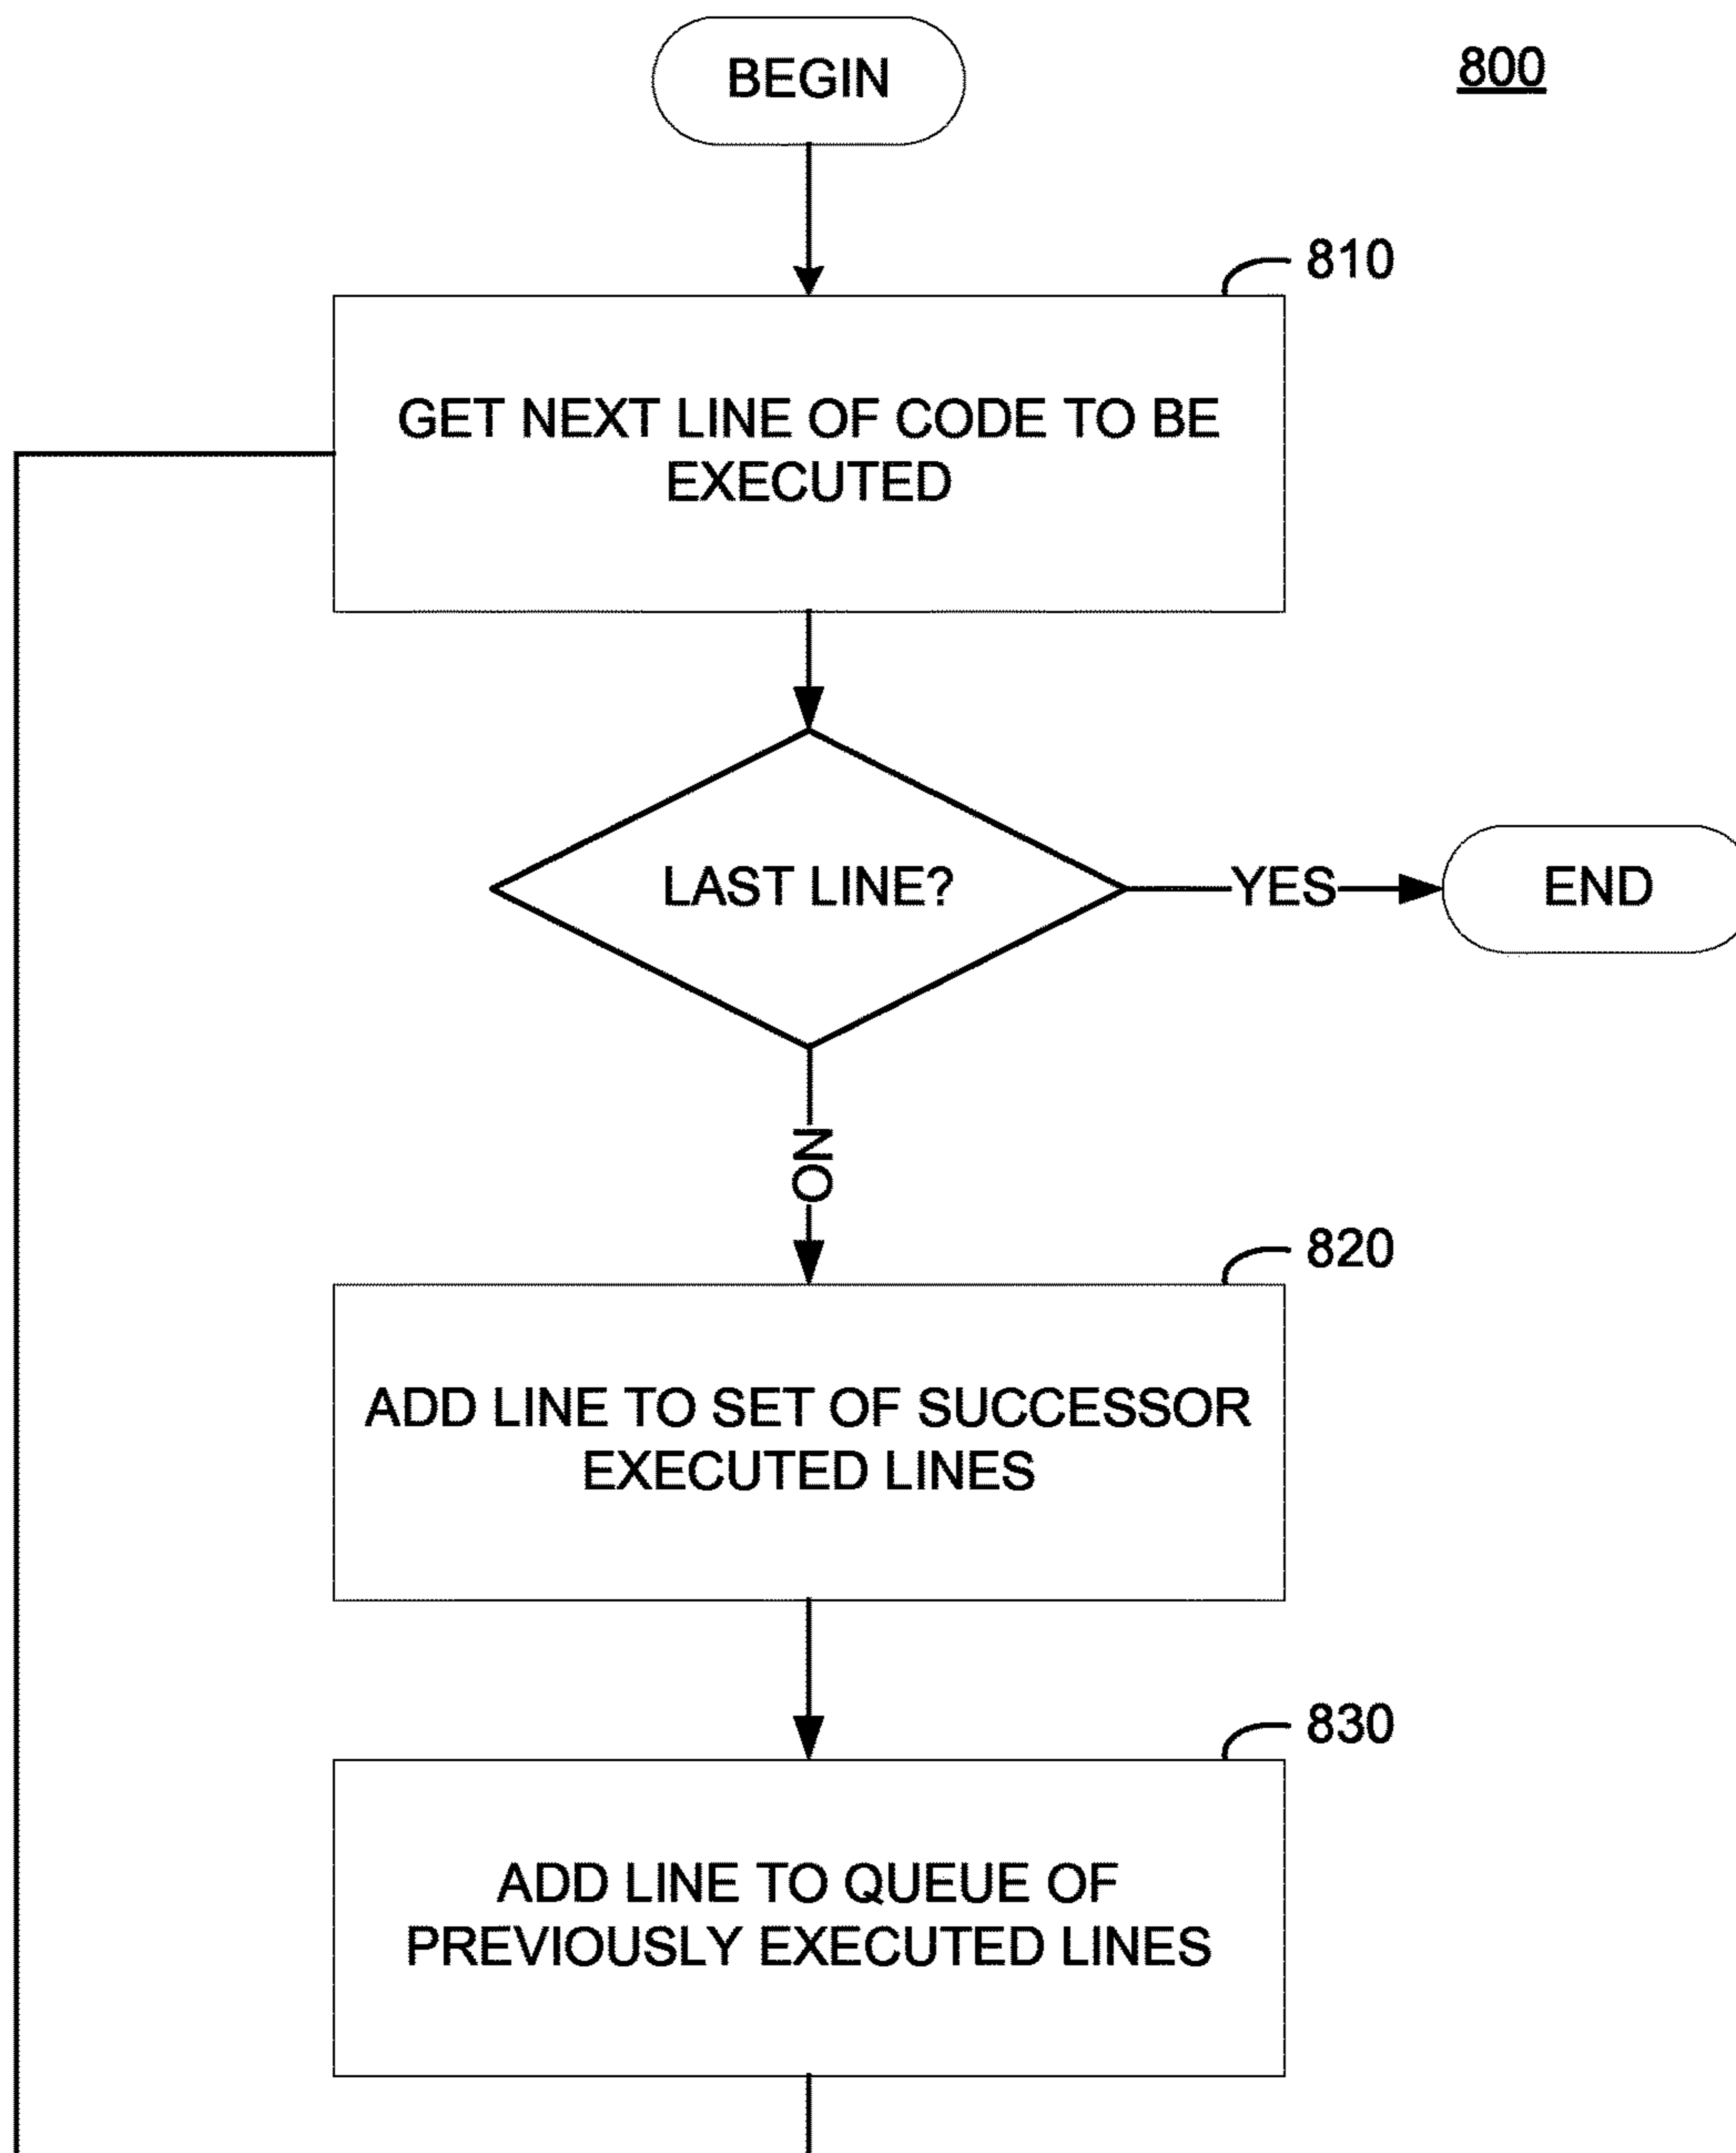 BEGIN
800
810
GET NEXT LINE OF CODE TO BE
EXECUTED
LAST LINE?
YES
END
NO
820
ADD LINE TO SET OF SUCCESSOR
EXECUTED LINES
830
ADD LINE TO QUEUE OF
PREVIOUSLY EXECUTED LINES